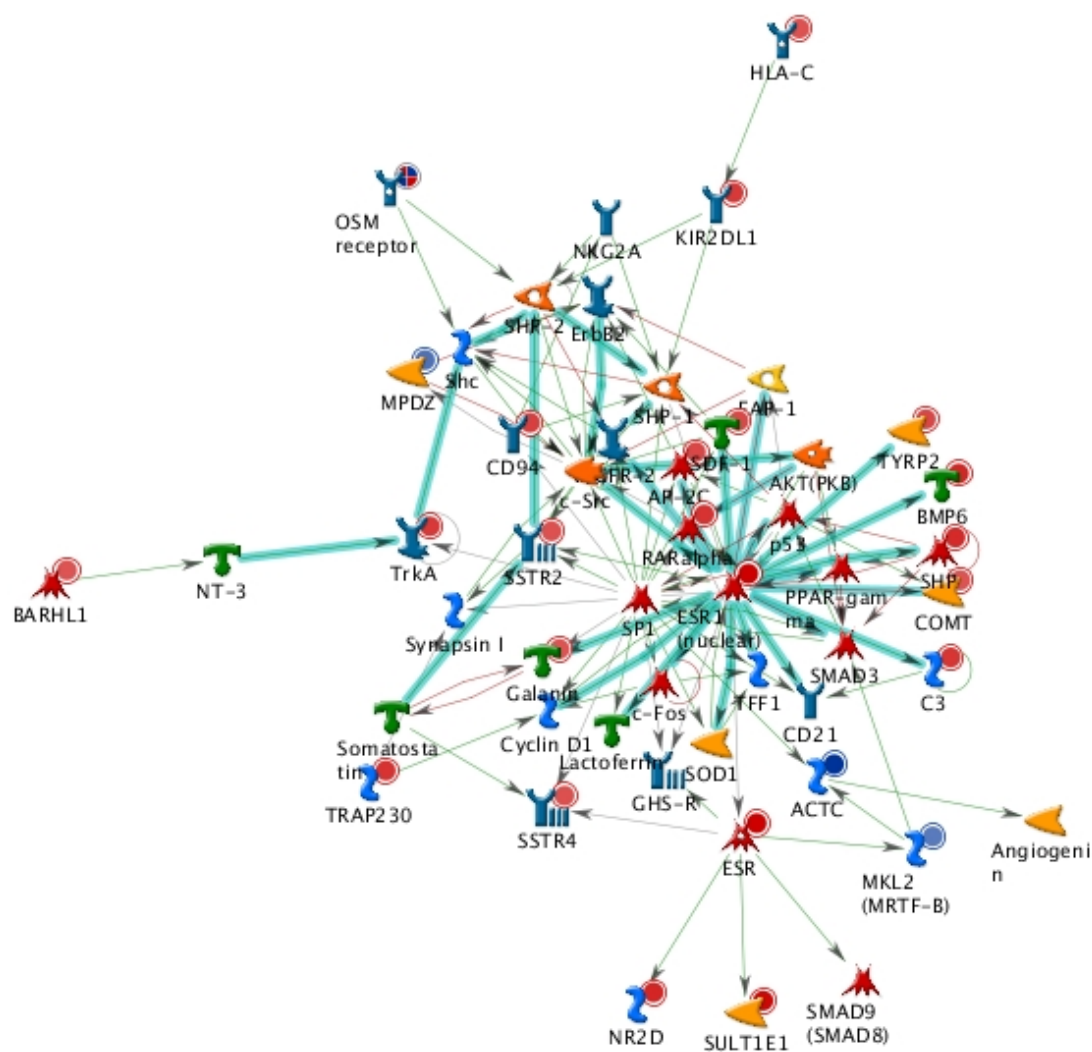 HLA-C
OSM
receptor
NKG2A
KIR2DL1
SHP-2
ErbB2
Shc
MPDZ
SHP-1
FAP-1
CD94
c-Src
SDF-1
AP-2C
AKT(PKB)
TYRP2
BMP6
BARHL1
NT-3
TrkA
SSTR2
RARalpha
p53
SHP
Synapsin I
SP1
ESR1
(nuclear)
PPAR-gam
ma
COMT
SMAD3
Galanin
c-Fos
TFF1
C3
Somatosta
tin
Cyclin D1
Lactoferrin
SOD1
CD21
TRAP230
SSTR4
GHS-R
ACTC
ESR
MKL2
(MRTF-B)
Angiogeni
n
NR2D
SULT1E1
SMAD9
(SMAD8)